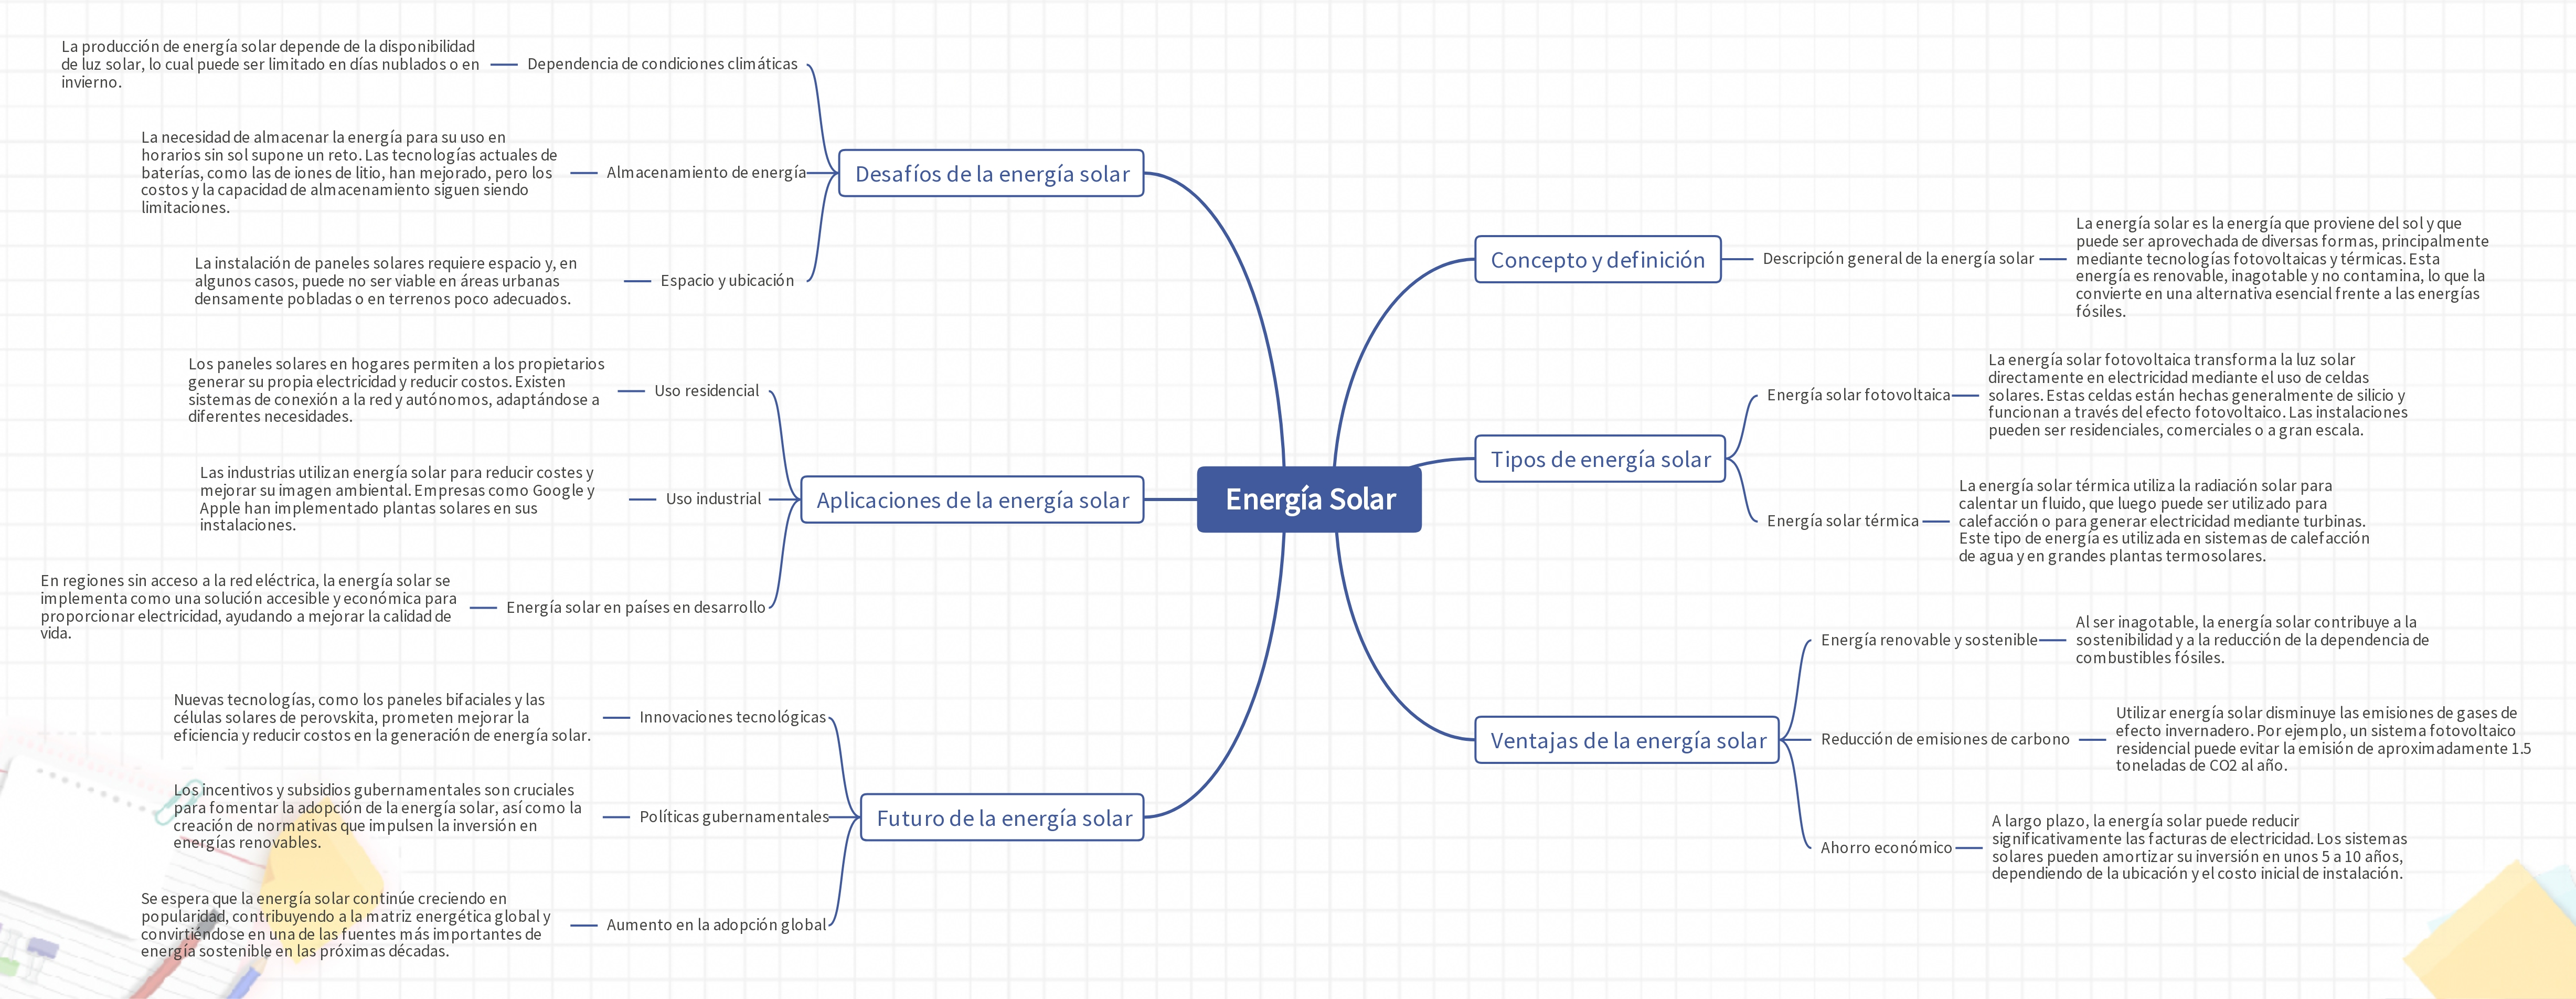 Energía Solar
Concepto y definición
Descripción general de la energía solar
La energía solar es la energía que proviene del sol y que
puede ser aprovechada de diversas formas, principalmente
mediante tecnologías fotovoltaicas y térmicas. Esta
energía es renovable, inagotable y no contamina, lo que la
convierte en una alternativa esencial frente a las energías
fósiles.
Tipos de energía solar
Energía solar fotovoltaica
La energía solar fotovoltaica transforma la luz solar
directamente en electricidad mediante el uso de celdas
solares. Estas celdas están hechas generalmente de silicio y
funcionan a través del efecto fotovoltaico. Las instalaciones
pueden ser residenciales, comerciales o a gran escala.
Energía solar térmica
La energía solar térmica utiliza la radiación solar para
calentar un fluido, que luego puede ser utilizado para
calefacción o para generar electricidad mediante turbinas.
Este tipo de energía es utilizada en sistemas de calefacción
de agua y en grandes plantas termosolares.
Ventajas de la energía solar
Energía renovable y sostenible
Al ser inagotable, la energía solar contribuye a la
sostenibilidad y a la reducción de la dependencia de
combustibles fósiles.
Reducción de emisiones de carbono
Utilizar energía solar disminuye las emisiones de gases de
efecto invernadero. Por ejemplo, un sistema fotovoltaico
residencial puede evitar la emisión de aproximadamente 1.5
toneladas de CO2 al año.
Ahorro económico
A largo plazo, la energía solar puede reducir
significativamente las facturas de electricidad. Los sistemas
solares pueden amortizar su inversión en unos 5 a 10 años,
dependiendo de la ubicación y el costo inicial de instalación.
Desafíos de la energía solar
Dependencia de condiciones climáticas
La producción de energía solar depende de la disponibilidad
de luz solar, lo cual puede ser limitado en días nublados o en
invierno.
Almacenamiento de energía
La necesidad de almacenar la energía para su uso en
horarios sin sol supone un reto. Las tecnologías actuales de
baterías, como las de iones de litio, han mejorado, pero los
costos y la capacidad de almacenamiento siguen siendo
limitaciones.
Espacio y ubicación
La instalación de paneles solares requiere espacio y, en
algunos casos, puede no ser viable en áreas urbanas
densamente pobladas o en terrenos poco adecuados.
Aplicaciones de la energía solar
Uso residencial
Los paneles solares en hogares permiten a los propietarios
generar su propia electricidad y reducir costos. Existen
sistemas de conexión a la red y autónomos, adaptándose a
diferentes necesidades.
Uso industrial
Las industrias utilizan energía solar para reducir costes y
mejorar su imagen ambiental. Empresas como Google y
Apple han implementado plantas solares en sus
instalaciones.
Energía solar en países en desarrollo
En regiones sin acceso a la red eléctrica, la energía solar se
implementa como una solución accesible y económica para
proporcionar electricidad, ayudando a mejorar la calidad de
vida.
Futuro de la energía solar
Innovaciones tecnológicas
Nuevas tecnologías, como los paneles bifaciales y las
células solares de perovskita, prometen mejorar la
eficiencia y reducir costos en la generación de energía solar.
Políticas gubernamentales
Los incentivos y subsidios gubernamentales son cruciales
para fomentar la adopción de la energía solar, así como la
creación de normativas que impulsen la inversión en
energías renovables.
Aumento en la adopción global
Se espera que la energía solar continúe creciendo en
popularidad, contribuyendo a la matriz energética global y
convirtiéndose en una de las fuentes más importantes de
energía sostenible en las próximas décadas.